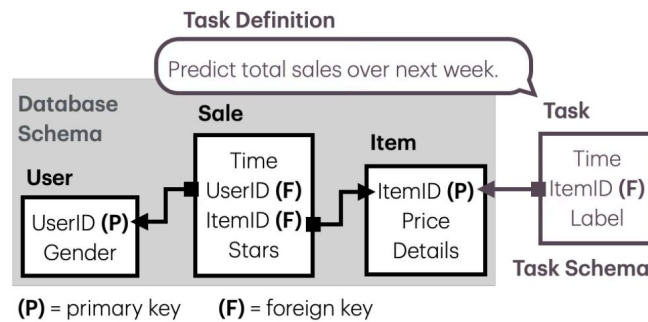 Task Definition
Predict total sales over next week.
Database
Schema
Sale
Time
UserID (F)
ItemID (F)
Stars
User
UserID (P)
Gender
Item
ItemID (P)
Price
Details
Task
Time
ItemID (F)
Label
Task Schema
(P) = primary key (F) = foreign key